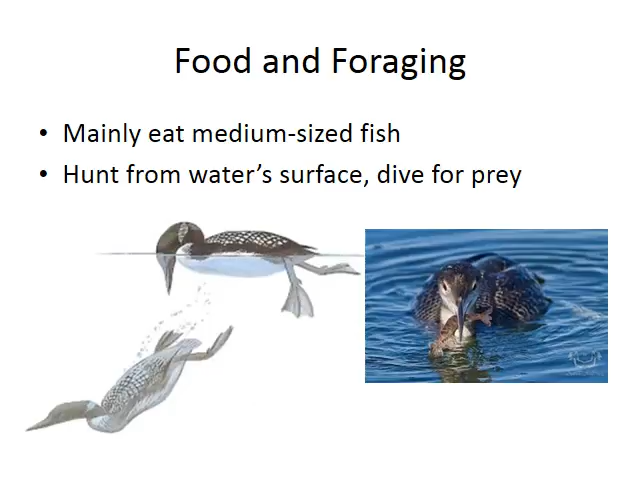 Food and Foraging
• Mainly eat medium-sized fish
• Hunt from water’s surface, dive for prey